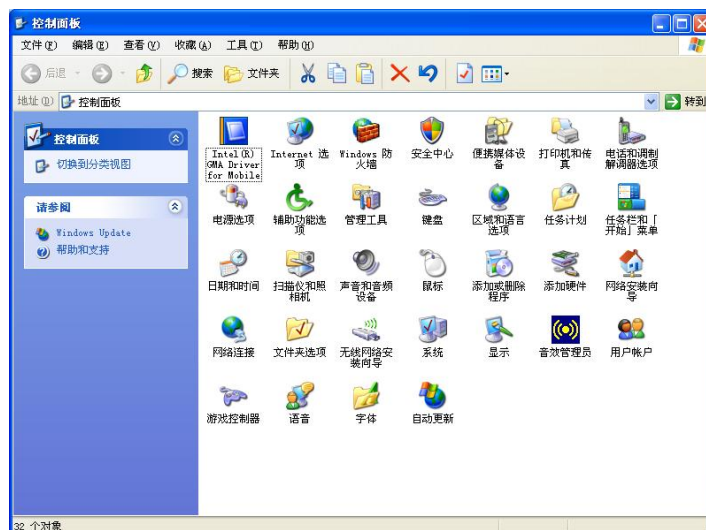 控制面板
文件(F) 编辑(E) 查看(V) 收藏(A) 工具(T) 帮助(H)
后退 搜索 文件夹
地址(D) 控制面板 转到
控制面板
切换到分类视图
请参阅
Windows Update
帮助和支持
Intel(R)
GMA Driver
for Mobile
Internet 选
项
Windows 防
火墙
安全中心
便携媒体设
备
打印机和传
真
电话和调制
解调器选项
电源选项
辅助功能选
项
管理工具
键盘
区域和语言
选项
任务计划
任务栏和「
开始」菜单
日期和时间
扫描仪和照
相机
声音和音频
设备
鼠标
添加或删除
程序
添加硬件
网络安装向
导
网络连接
文件夹选项
无线网络安
装向导
系统
显示
音效管理员
用户帐户
游戏控制器
语音
字体
自动更新
32 个对象